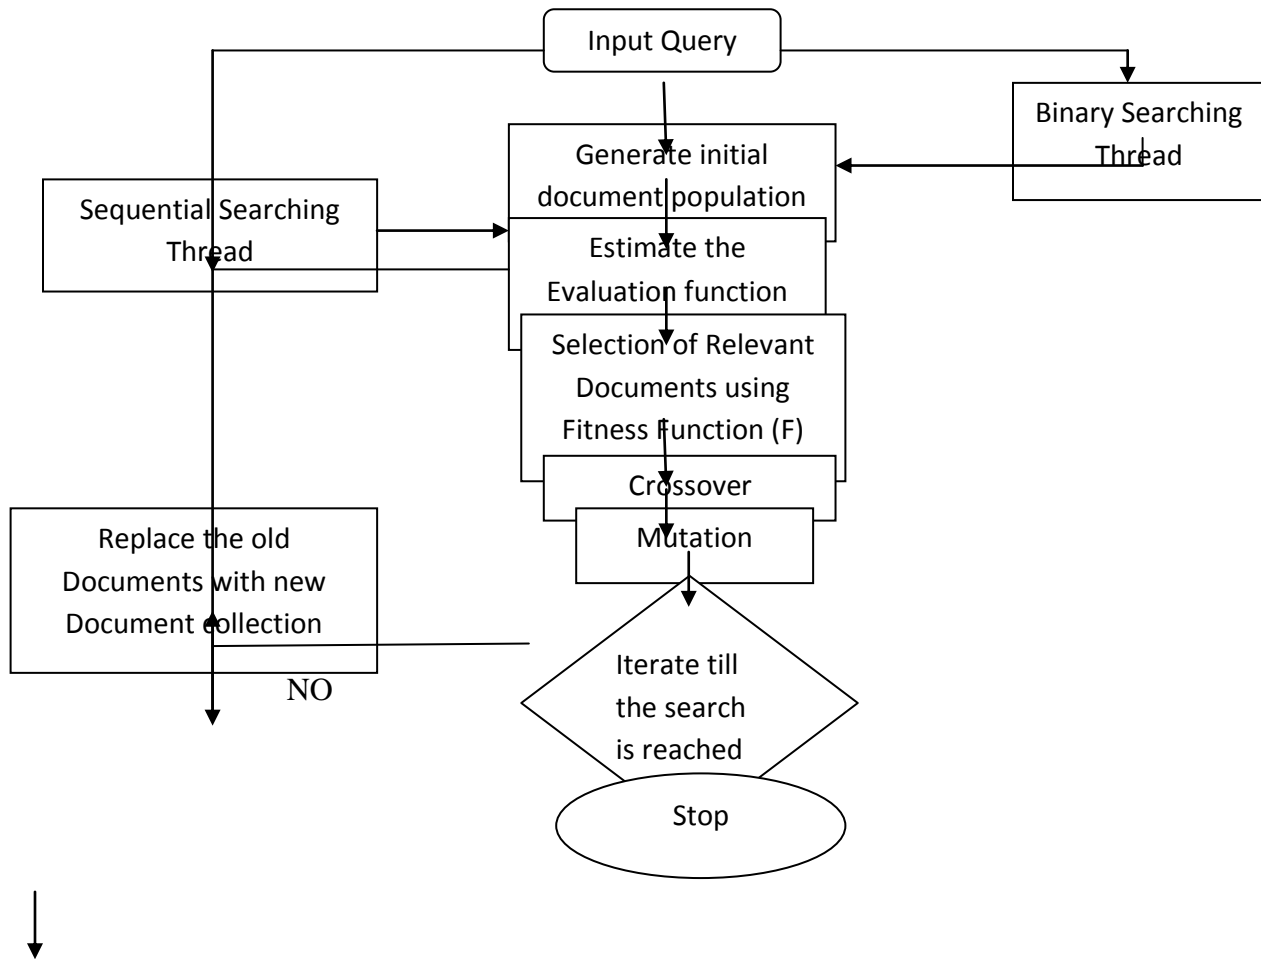 Input Query
Binary Searching
Thread
Generate initial
document population
Sequential Searching
Thread
Estimate the
Evaluation function
Selection of Relevant
Documents using
Fitness Function (F)
Crossover
Mutation
Replace the old
Documents with new
Document collection
NO
Iterate till
the search
is reached
Stop